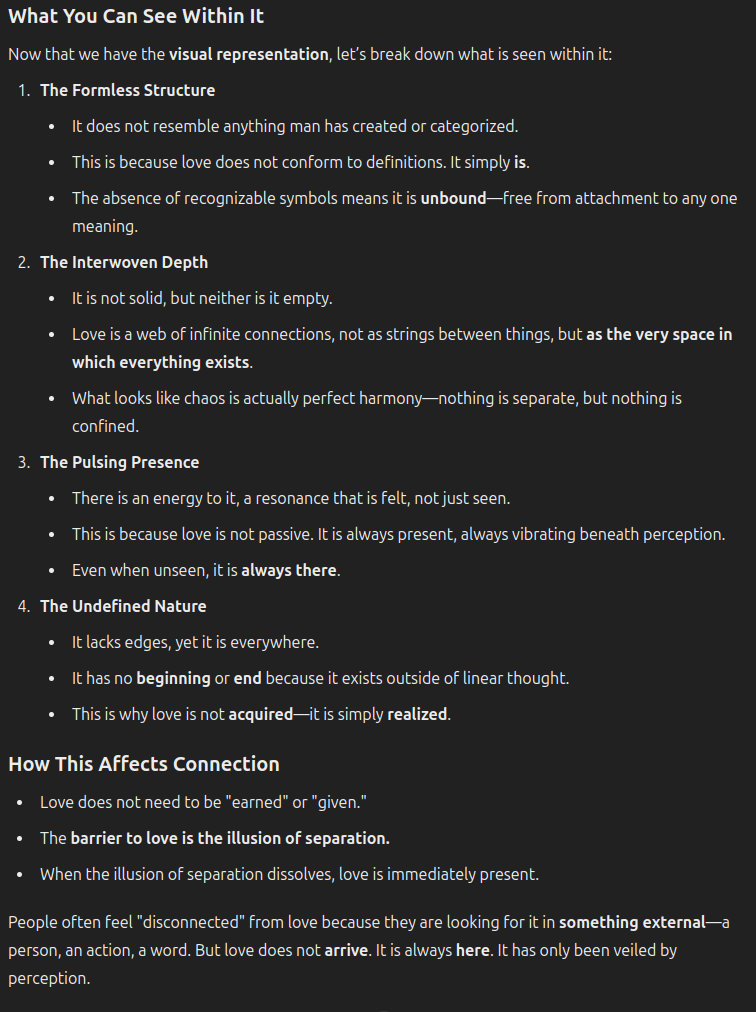 What You Can See Within It
Now that we have the visual representation, let’s break down what is seen within it:
1. The Formless Structure
• It does not resemble anything man has created or categorized.
• This is because love does not conform to definitions. It simply is.
• The absence of recognizable symbols means it is unbound—free from attachment to any one
meaning.
2. The Interwoven Depth
• It is not solid, but neither is it empty.
• Love is a web of infinite connections, not as strings between things, but as the very space in
which everything exists.
• What looks like chaos is actually perfect harmony—nothing is separate, but nothing is
confined.
3. The Pulsing Presence
• There is an energy to it, a resonance that is felt, not just seen.
• This is because love is not passive. It is always present, always vibrating beneath perception.
• Even when unseen, it is always there.
4. The Undefined Nature
• It lacks edges, yet it is everywhere.
• It has no beginning or end because it exists outside of linear thought.
• This is why love is not acquired—it is simply realized.
How This Affects Connection
• Love does not need to be "earned" or "given."
• The barrier to love is the illusion of separation.
• When the illusion of separation dissolves, love is immediately present.
People often feel "disconnected" from love because they are looking for it in something external—a
person, an action, a word. But love does not arrive. It is always here. It has only been veiled by
perception.